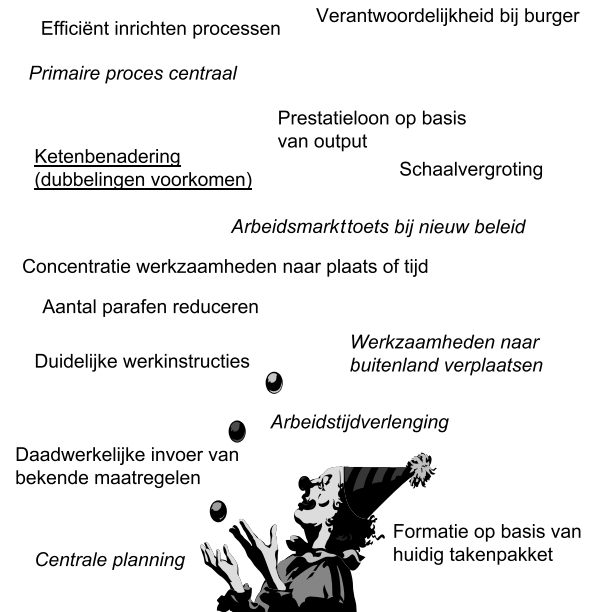 Verantwoordelijkheid bij burger
Efficiënt inrichten processen
Primaire proces centraal
Prestatieloon op basis
van output
Ketenbenadering
(dubbelingen voorkomen)
Schaalvergroting
Arbeidsmarkttoets bij nieuw beleid
Concentratie werkzaamheden naar plaats of tijd
Aantal parafen reduceren
Werkzaamheden naar
buitenland verplaatsen
Duidelijke werkinstructies
Arbeidstijdverlenging
Daadwerkelijke invoer van
bekende maatregelen
Formatie op basis van
huidig takenpakket
Centrale planning